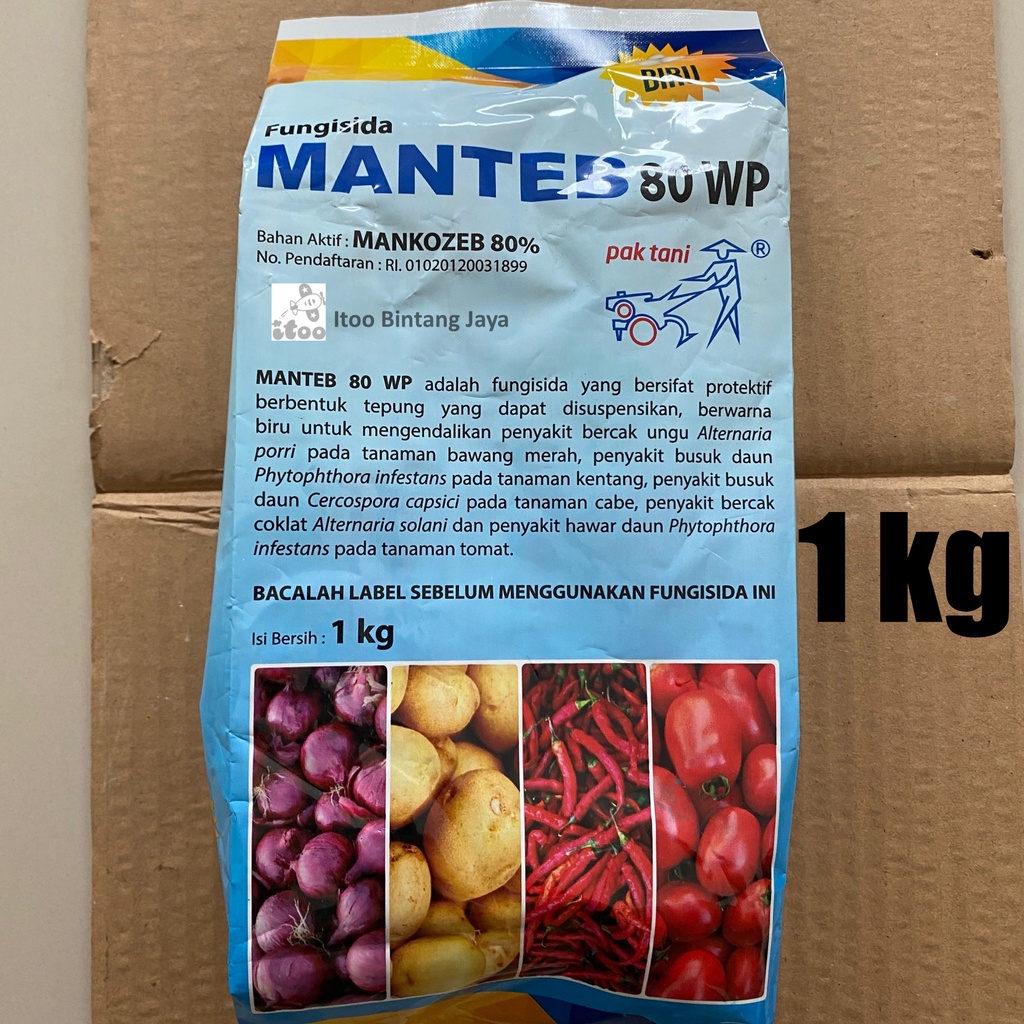 BIRU
Fungisida
MANTEB 80 WP
Bahan Aktif : MANKOZEB 80%
No. Pendaftaran : RI. 01020120031899
pak tani ®
itoo Itoo Bintang Jaya
MANTEB 80 WP adalah fungisida yang bersifat protektif
berbentuk tepung yang dapat disuspensikan, berwarna
biru untuk mengendalikan penyakit bercak ungu Alternaria
porri pada tanaman bawang merah, penyakit busuk daun
Phytophthora infestans pada tanaman kentang, penyakit busuk
daun Cercospora capsici pada tanaman cabe, penyakit bercak
coklat Alternaria solani dan penyakit hawar daun Phytophthora
infestans pada tanaman tomat.
1 kg
BACALAH LABEL SEBELUM MENGGUNAKAN FUNGISIDA INI
Isi Bersih : 1 kg